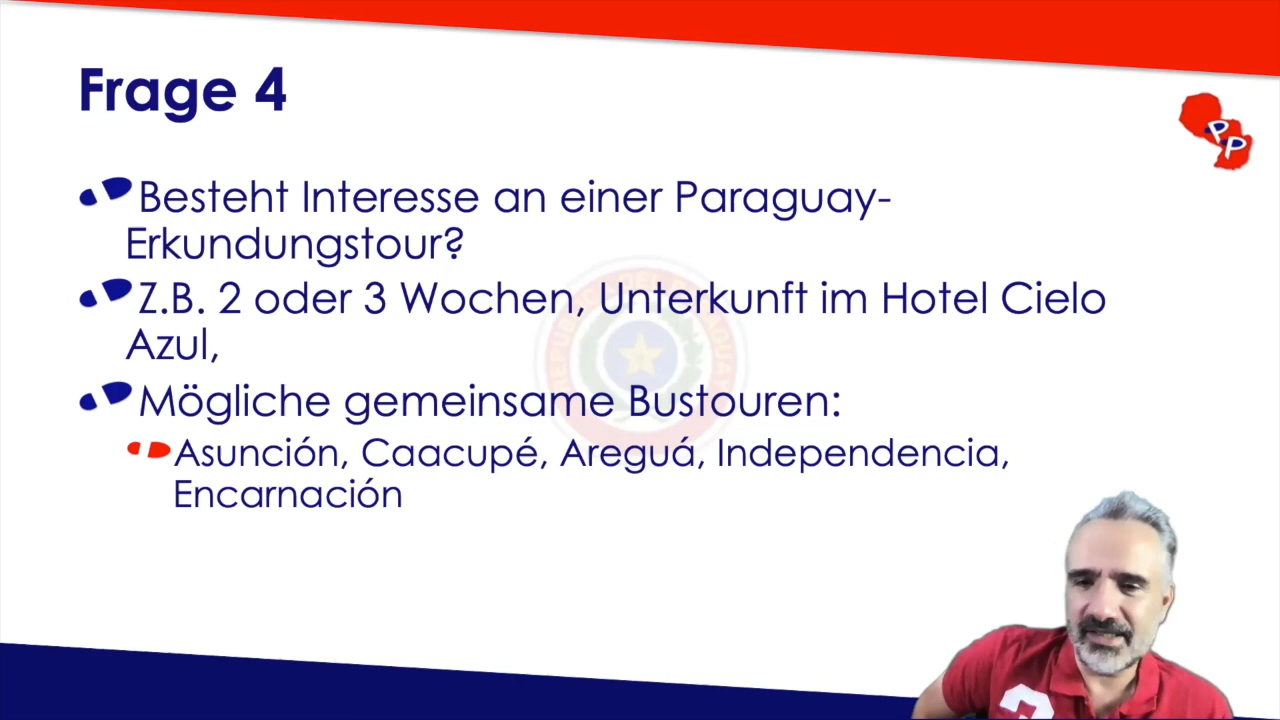 Frage 4
P
P
Besteht Interesse an einer Paraguay-
Erkundungstour?
Z.B. 2 oder 3 Wochen, Unterkunft im Hotel Cielo
Azul,
Mögliche gemeinsame Bustouren:
Asunción, Caacupé, Areguá, Independencia,
Encarnación